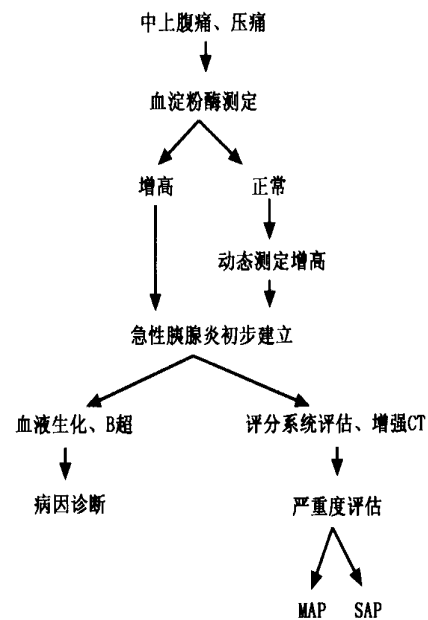 中上腹痛、压痛
血淀粉酶测定
增高
正常
动态测定增高
急性胰腺炎初步建立
血液生化、B超
评分系统评估、增强CT
病因诊断
严重度评估
MAP
SAP